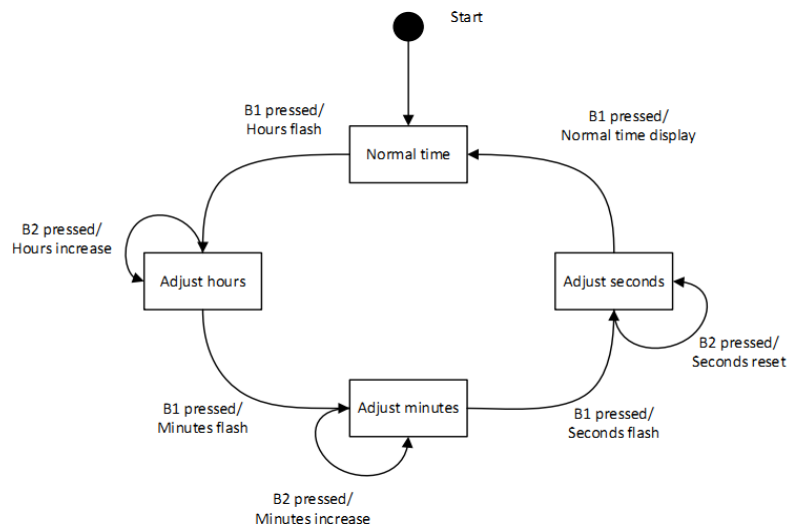 Start
B1 pressed/
Hours flash
B1 pressed/
Normal time display
Normal time
B2 pressed/
Hours increase
Adjust hours
Adjust seconds
B2 pressed/
Seconds reset
B1 pressed/
Minutes flash
Adjust minutes
B1 pressed/
Seconds flash
B2 pressed/
Minutes increase